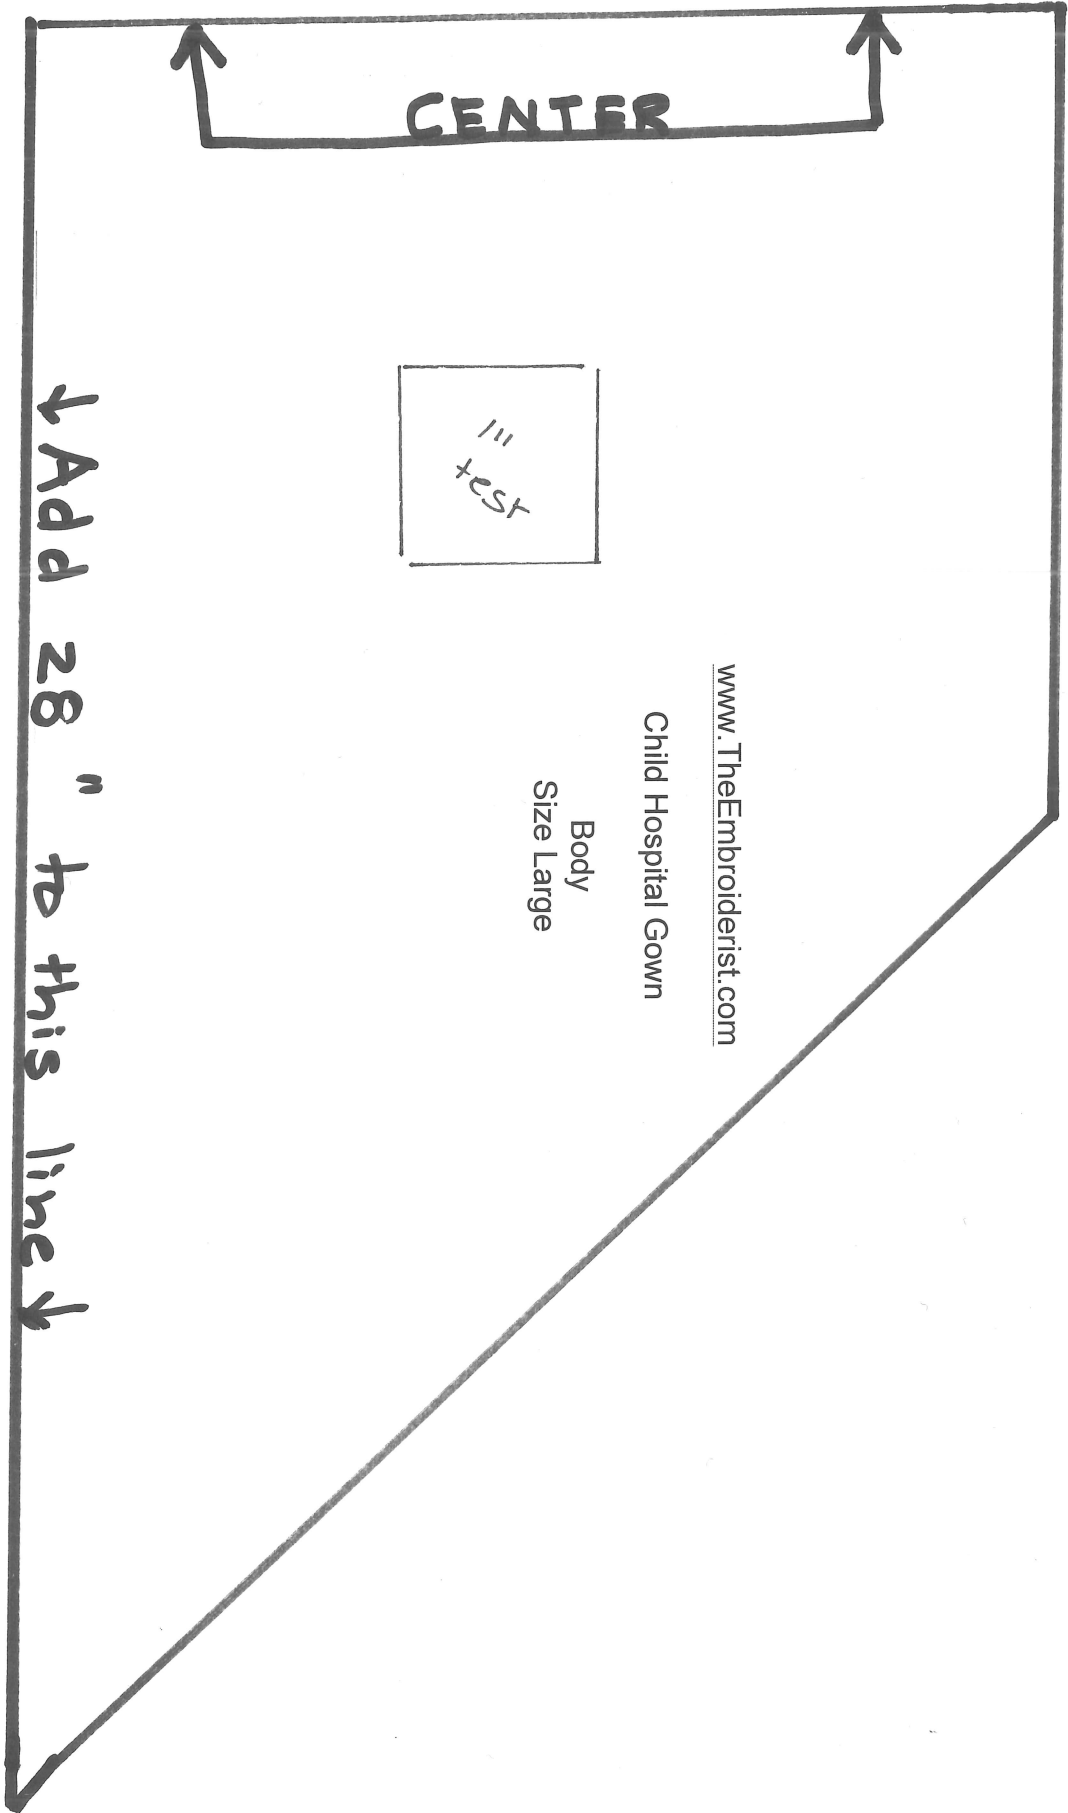 CENTER
1"
test
www.TheEmbroiderist.com
Child Hospital Gown
Body
Size Large
↓ Add 28 " to this line ↓